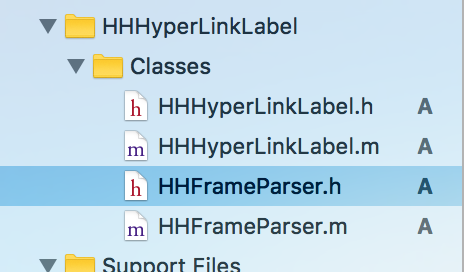 HHHyperLinkLabel
Classes
h HHHyperLinkLabel.h A
m HHHyperLinkLabel.m A
h HHFrameParser.h A
m HHFrameParser.m A
Support Files